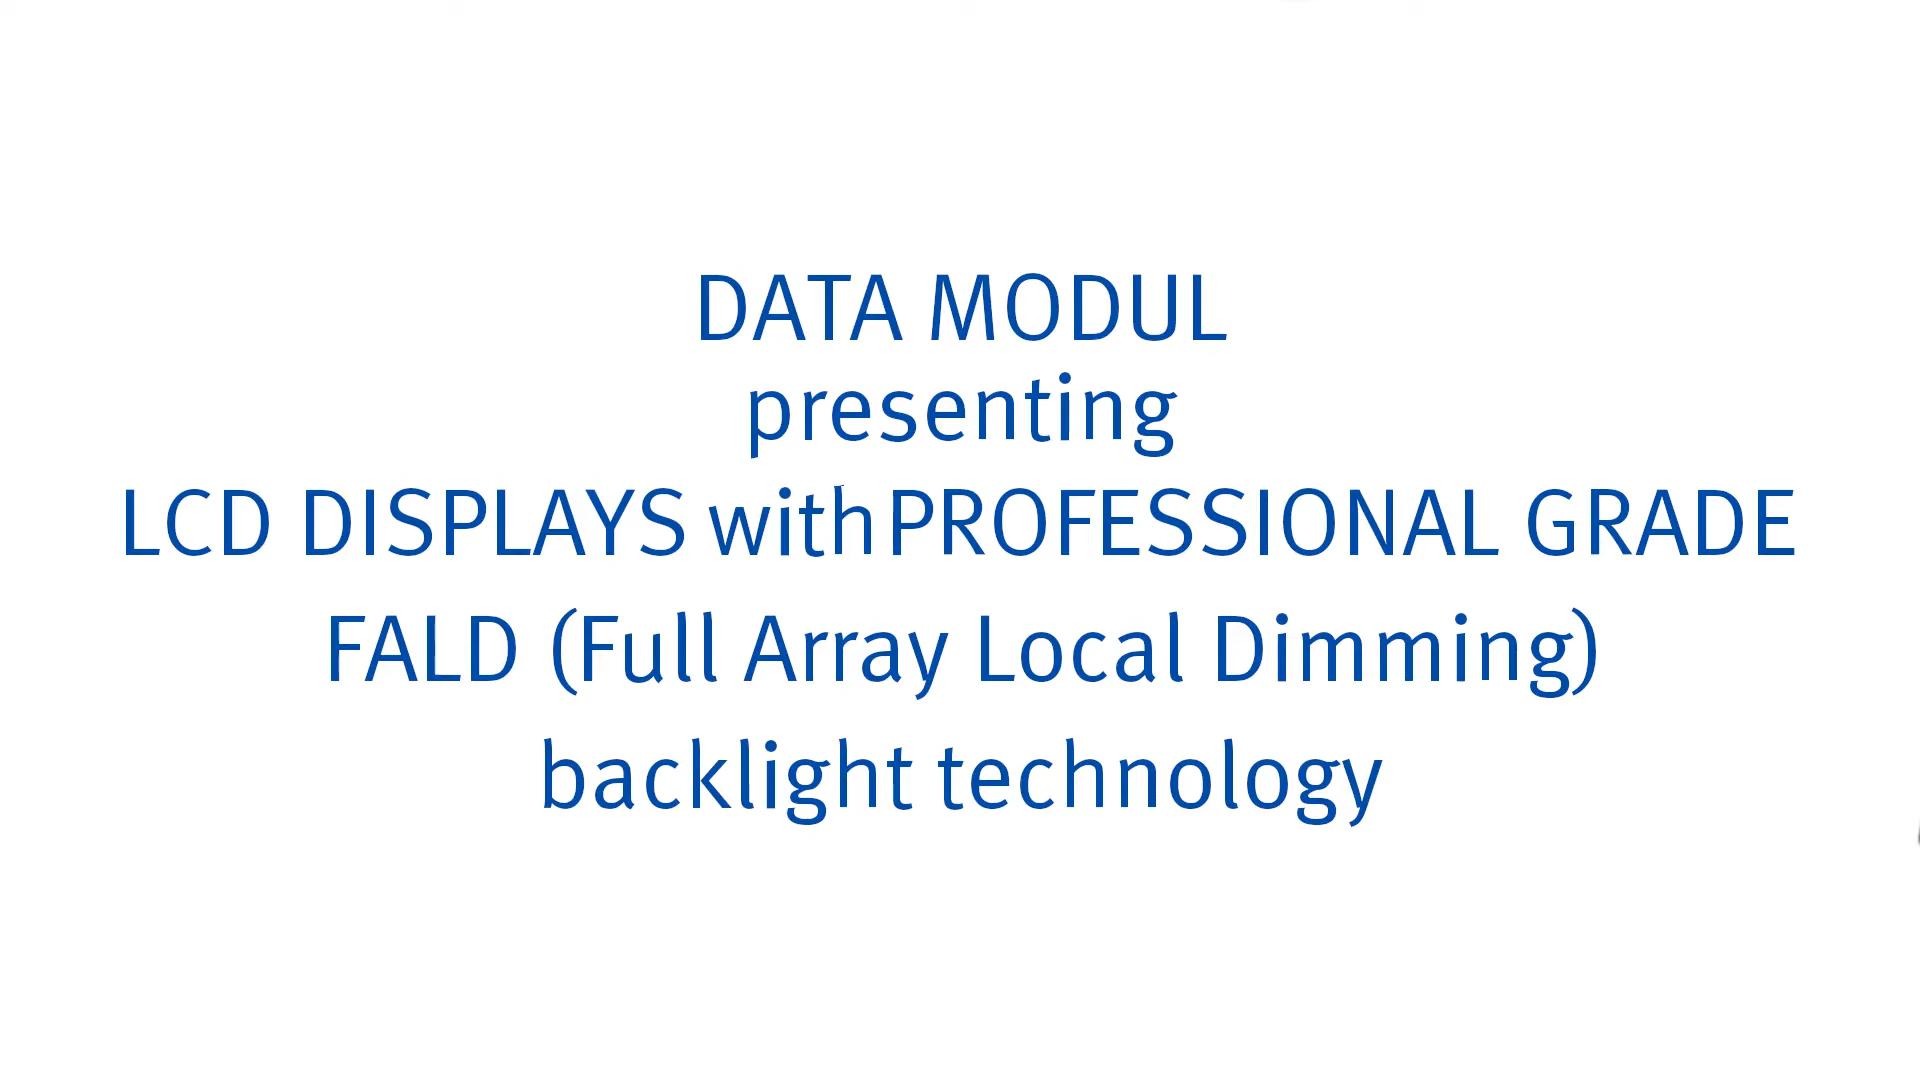 DATA MODUL
presenting
LCD DISPLAYS with PROFESSIONAL GRADE
FALD (Full Array Local Dimming)
backlight technology